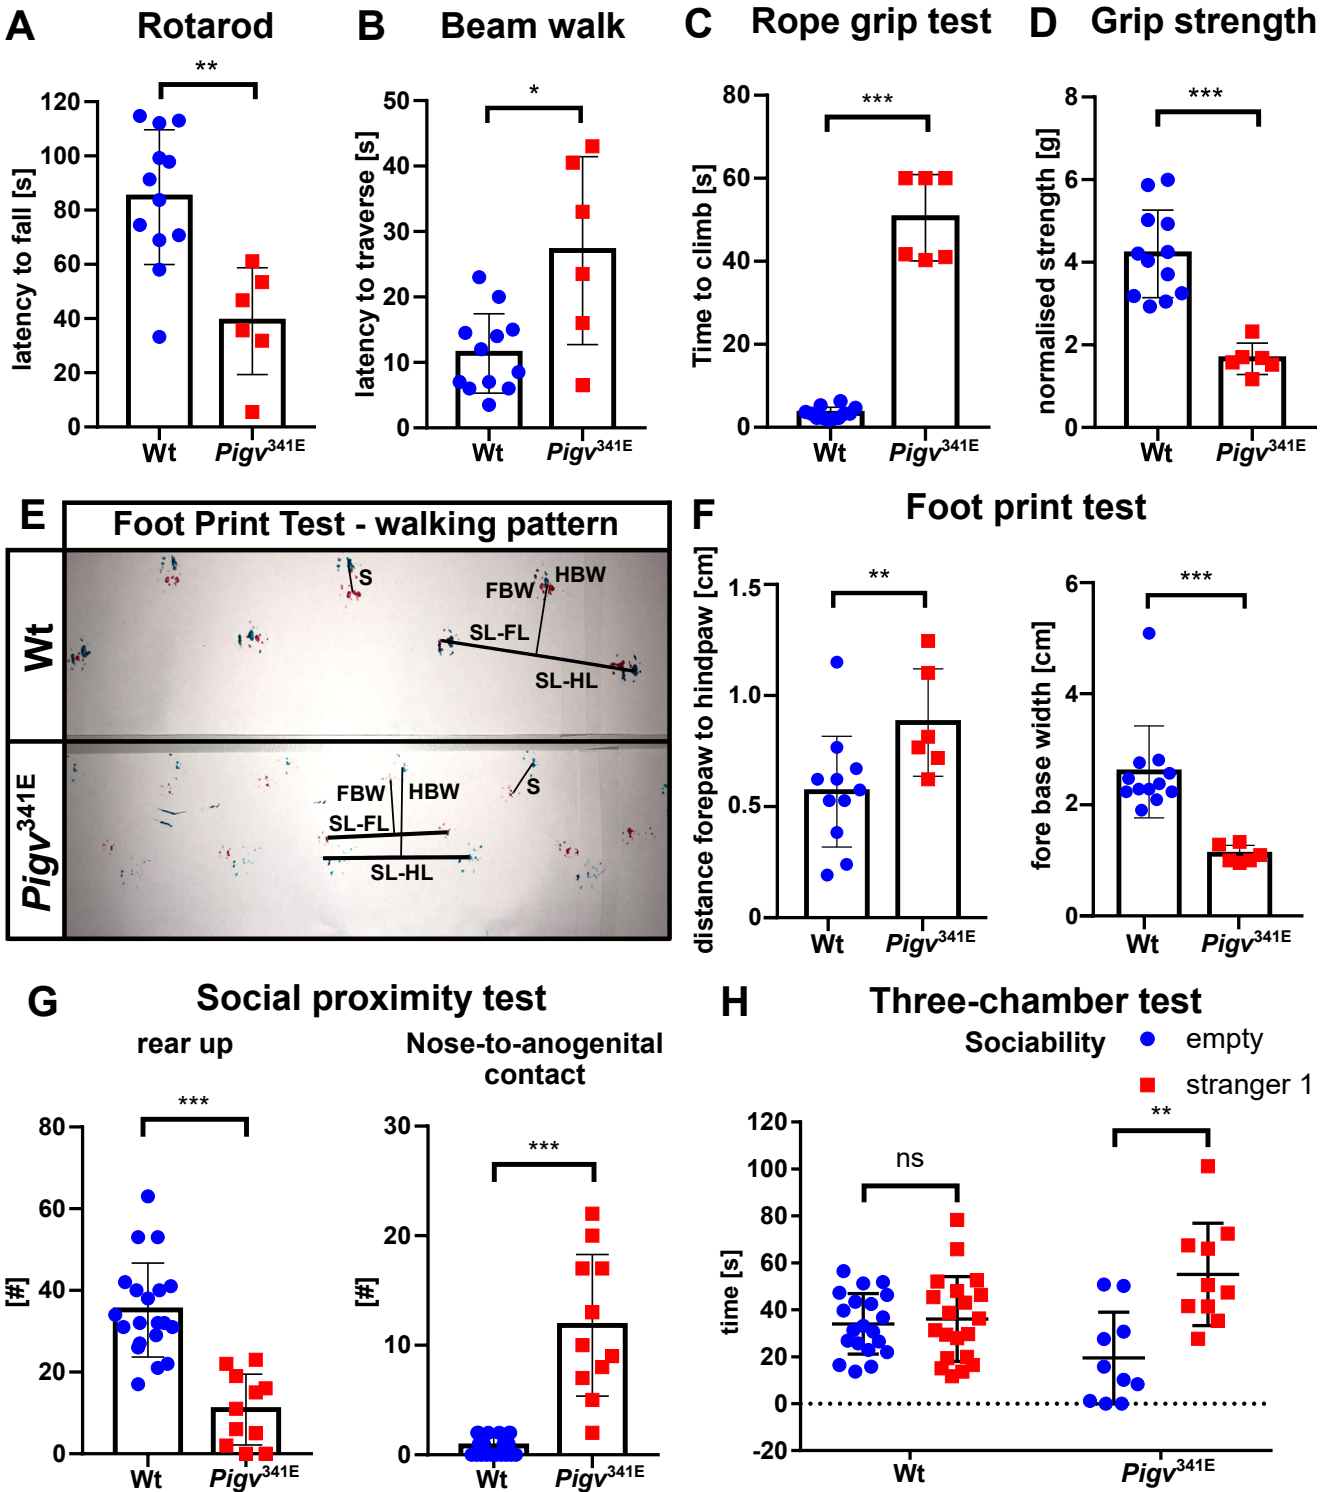 A Rotarod
**
latency to fall [s]
120
100
80
60
40
20
0
Wt Pigv341E
B Beam walk
*
latency to traverse [s]
50
40
30
20
10
0
Wt Pigv341E
C Rope grip test
***
Time to climb [s]
80
60
40
20
0
Wt Pigv341E
D Grip strength
***
normalised strength [g]
8
6
4
2
0
Wt Pigv341E
E Foot Print Test - walking pattern
Wt
S
FBW HBW
SL-FL
SL-HL
Pigv341E
FBW HBW
S
SL-FL
SL-HL
F Foot print test
**
distance forepaw to hindpaw [cm]
1.5
1.0
0.5
0
Wt Pigv341E
***
fore base width [cm]
6
4
2
0
Wt Pigv341E
G Social proximity test
rear up
***
[#]
80
60
40
20
0
Wt Pigv341E
Nose-to-anogenital
contact
***
[#]
30
20
10
0
Wt Pigv341E
H Three-chamber test
Sociability
empty
stranger 1
ns
**
time [s]
120
100
80
60
40
20
0
-20
Wt Pigv341E